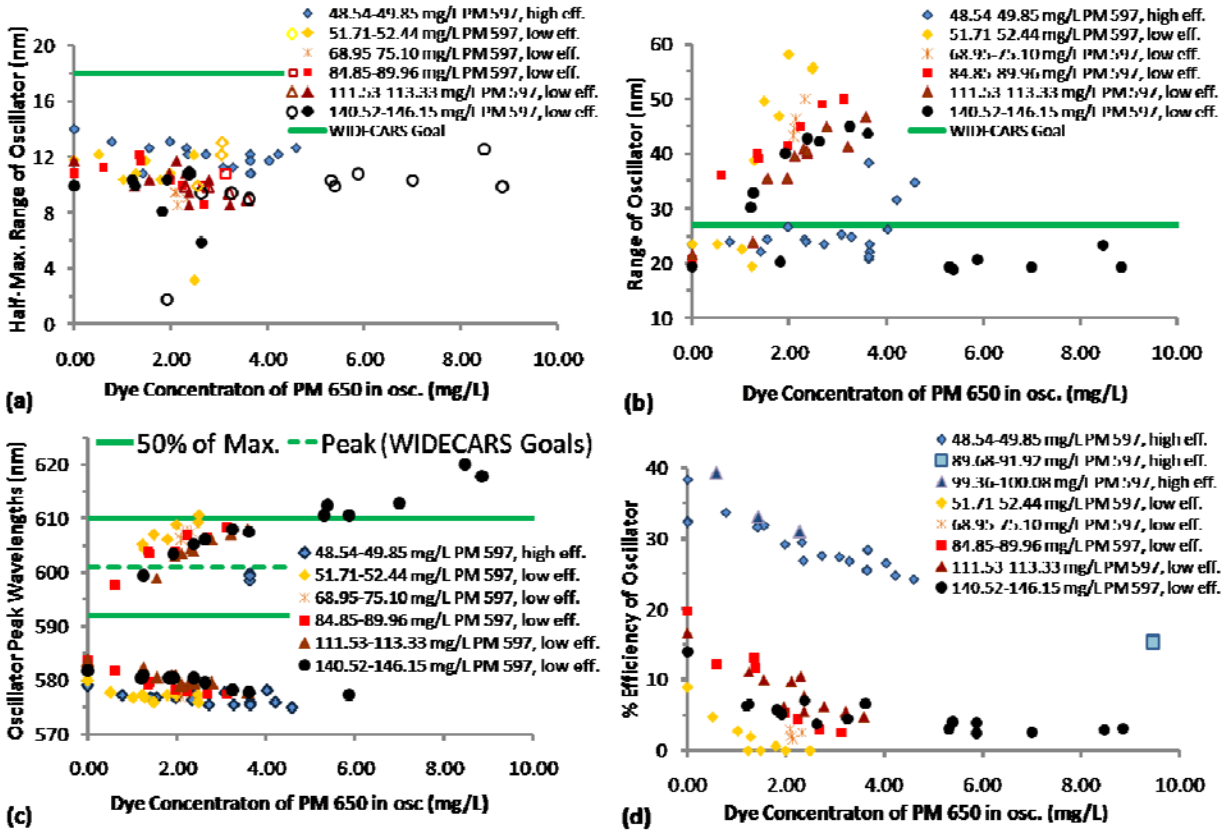 48.54-49.85 mg/L PM 597, high eff.
51.71-52.44 mg/L PM 597, low eff.
68.95 75.10 mg/L PM 597, low eff.
84.85-89.96 mg/L PM 597, low eff.
111.53-113.33 mg/L PM 597, low eff.
140.52-146.15 mg/L PM 597, low eff.
WIDECARS Goal
Half-Max. Range of Oscillator (nm)
20
16
12
8
4
0
0.00 2.00 4.00 6.00 8.00 10.00
Dye Concentraton of PM 650 in osc. (mg/L)
(a)
48.54 49.85 mg/L PM 597, high eff.
51.71 52.44 mg/L PM 597, low eff.
68.95 75.10 mg/L PM 597, low eff.
84.85-89.96 mg/L PM 597, low eff.
111.53 113.33 mg/L PM 597, low eff.
140.52-146.15 mg/L PM 597, low eff.
WIDECARS Goal
Range of Oscillator (nm)
60
50
40
30
20
10
0.00 2.00 4.00 6.00 8.00 10.00
Dye Concentraton of PM 650 in osc. (mg/L)
(b)
50% of Max. Peak (WIDECARS Goals)
Oscillator Peak Wavelengths (nm)
620
610
600
590
580
570
48.54-49.85 mg/L PM 597, high eff.
51.71-52.44 mg/L PM 597, low eff.
68.95-75.10 mg/L PM 597, low eff.
84.85-89.96 mg/L PM 597, low eff.
111.53-113.33 mg/L PM 597, low eff.
140.52-146.15 mg/L PM 597, low eff.
0.00 2.00 4.00 6.00 8.00 10.00
Dye Concentraton of PM 650 in osc (mg/L)
(c)
48.54-49.85 mg/L PM 597, high eff.
89.68-91.92 mg/L PM 597, high eff.
99.36-100.08 mg/L PM 597, high eff.
51.71 52.44 mg/L PM 597, low eff.
68.95 75.10 mg/L PM 597, low eff.
84.85-89.96 mg/L PM 597, low eff.
111.53 113.33 mg/L PM 597, low eff.
140.52-146.15 mg/L PM 597, low eff.
% Efficiency of Oscillator
40
30
20
10
0
0.00 2.00 4.00 6.00 8.00 10.00
Dye Concentraton of PM 650 in osc. (mg/L)
(d)